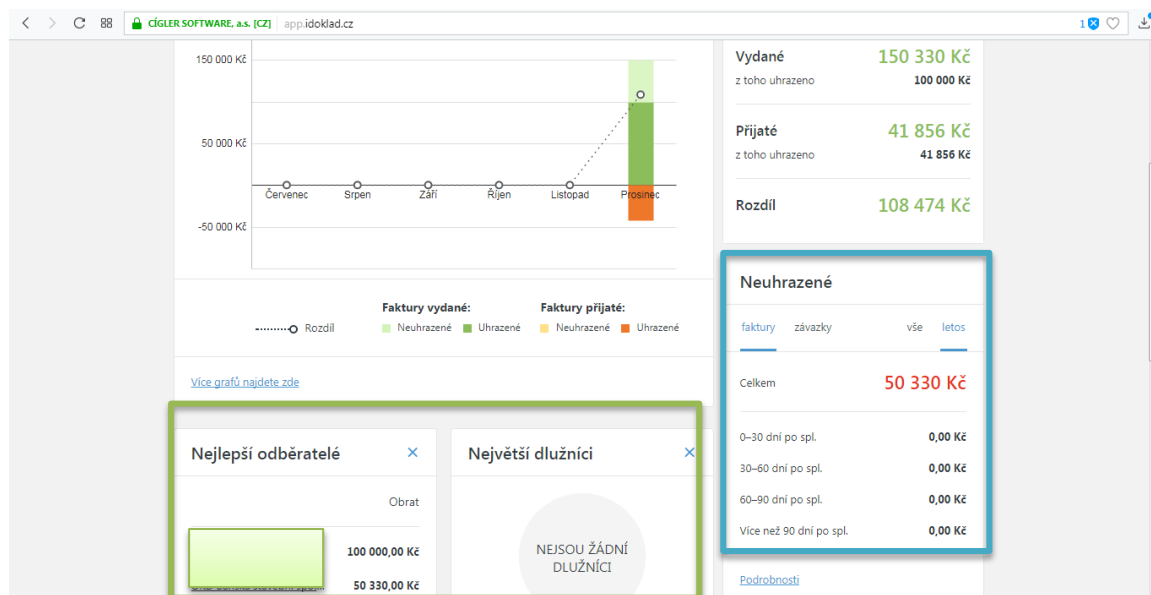 CÍGLER SOFTWARE, a.s. [CZ] app.idoklad.cz 1
150 000 Kč
50 000 Kč
-50 000 Kč
Červenec Srpen Září Říjen Listopad Prosinec
Faktury vydané: Faktury přijaté:
Rozdíl Neuhrazené Uhrazené Neuhrazené Uhrazené
Více grafů najdete zde
Vydané 150 330 Kč
z toho uhrazeno 100 000 Kč
Přijaté 41 856 Kč
z toho uhrazeno 41 856 Kč
Rozdíl 108 474 Kč
Neuhrazené
faktury závazky vše letos
Celkem 50 330 Kč
0–30 dní po spl. 0,00 Kč
30–60 dní po spl. 0,00 Kč
60–90 dní po spl. 0,00 Kč
Více než 90 dní po spl. 0,00 Kč
Podrobnosti
Nejlepší odběratelé
Obrat
100 000,00 Kč
50 330,00 Kč
Největší dlužníci
NEJSOU ŽÁDNÍ
DLUŽNÍCI